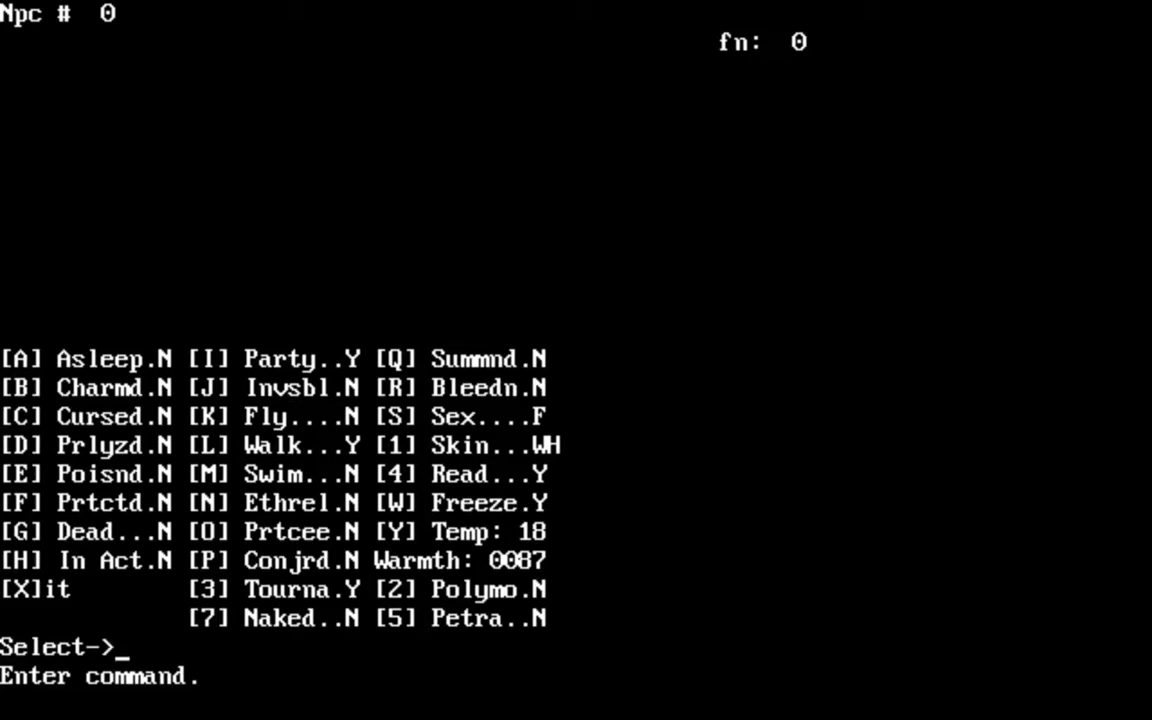 Npc #  0
fn:  0
[A] Asleep.N [I] Party..Y [Q] Summnd.N
[B] Charmd.N [J] Invsbl.N [R] Bleedn.N
[C] Cursed.N [K] Fly....N [S] Sex....F
[D] Prlyzd.N [L] Walk...Y [1] Skin...WH
[E] Poisnd.N [M] Swim...N [4] Read...Y
[F] Prtctd.N [N] Ethrel.N [W] Freeze.Y
[G] Dead...N [O] Prtcee.N [Y] Temp: 18
[H] In Act.N [P] Conjrd.N Warmth: 0087
[X]it        [3] Tourna.Y [2] Polymo.N
[7] Naked..N [5] Petra..N
Select->_
Enter command.